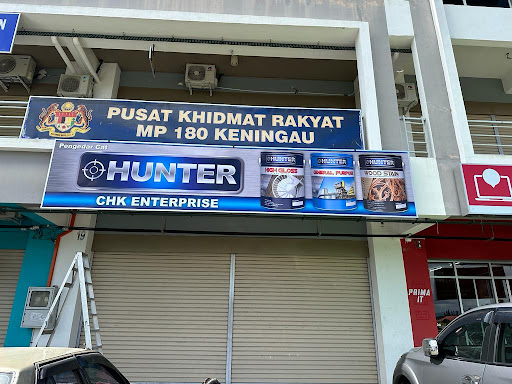 PUSAT KHIDMAT RAKYAT
MP 180 KENINGAU
Pengedar Cat
HUNTER
CHK ENTERPRISE
HUNTER
HIGH GLOSS
HUNTER
GENERAL PURPOSE
HUNTER
WOOD STAIN
19
PRIMA
IT